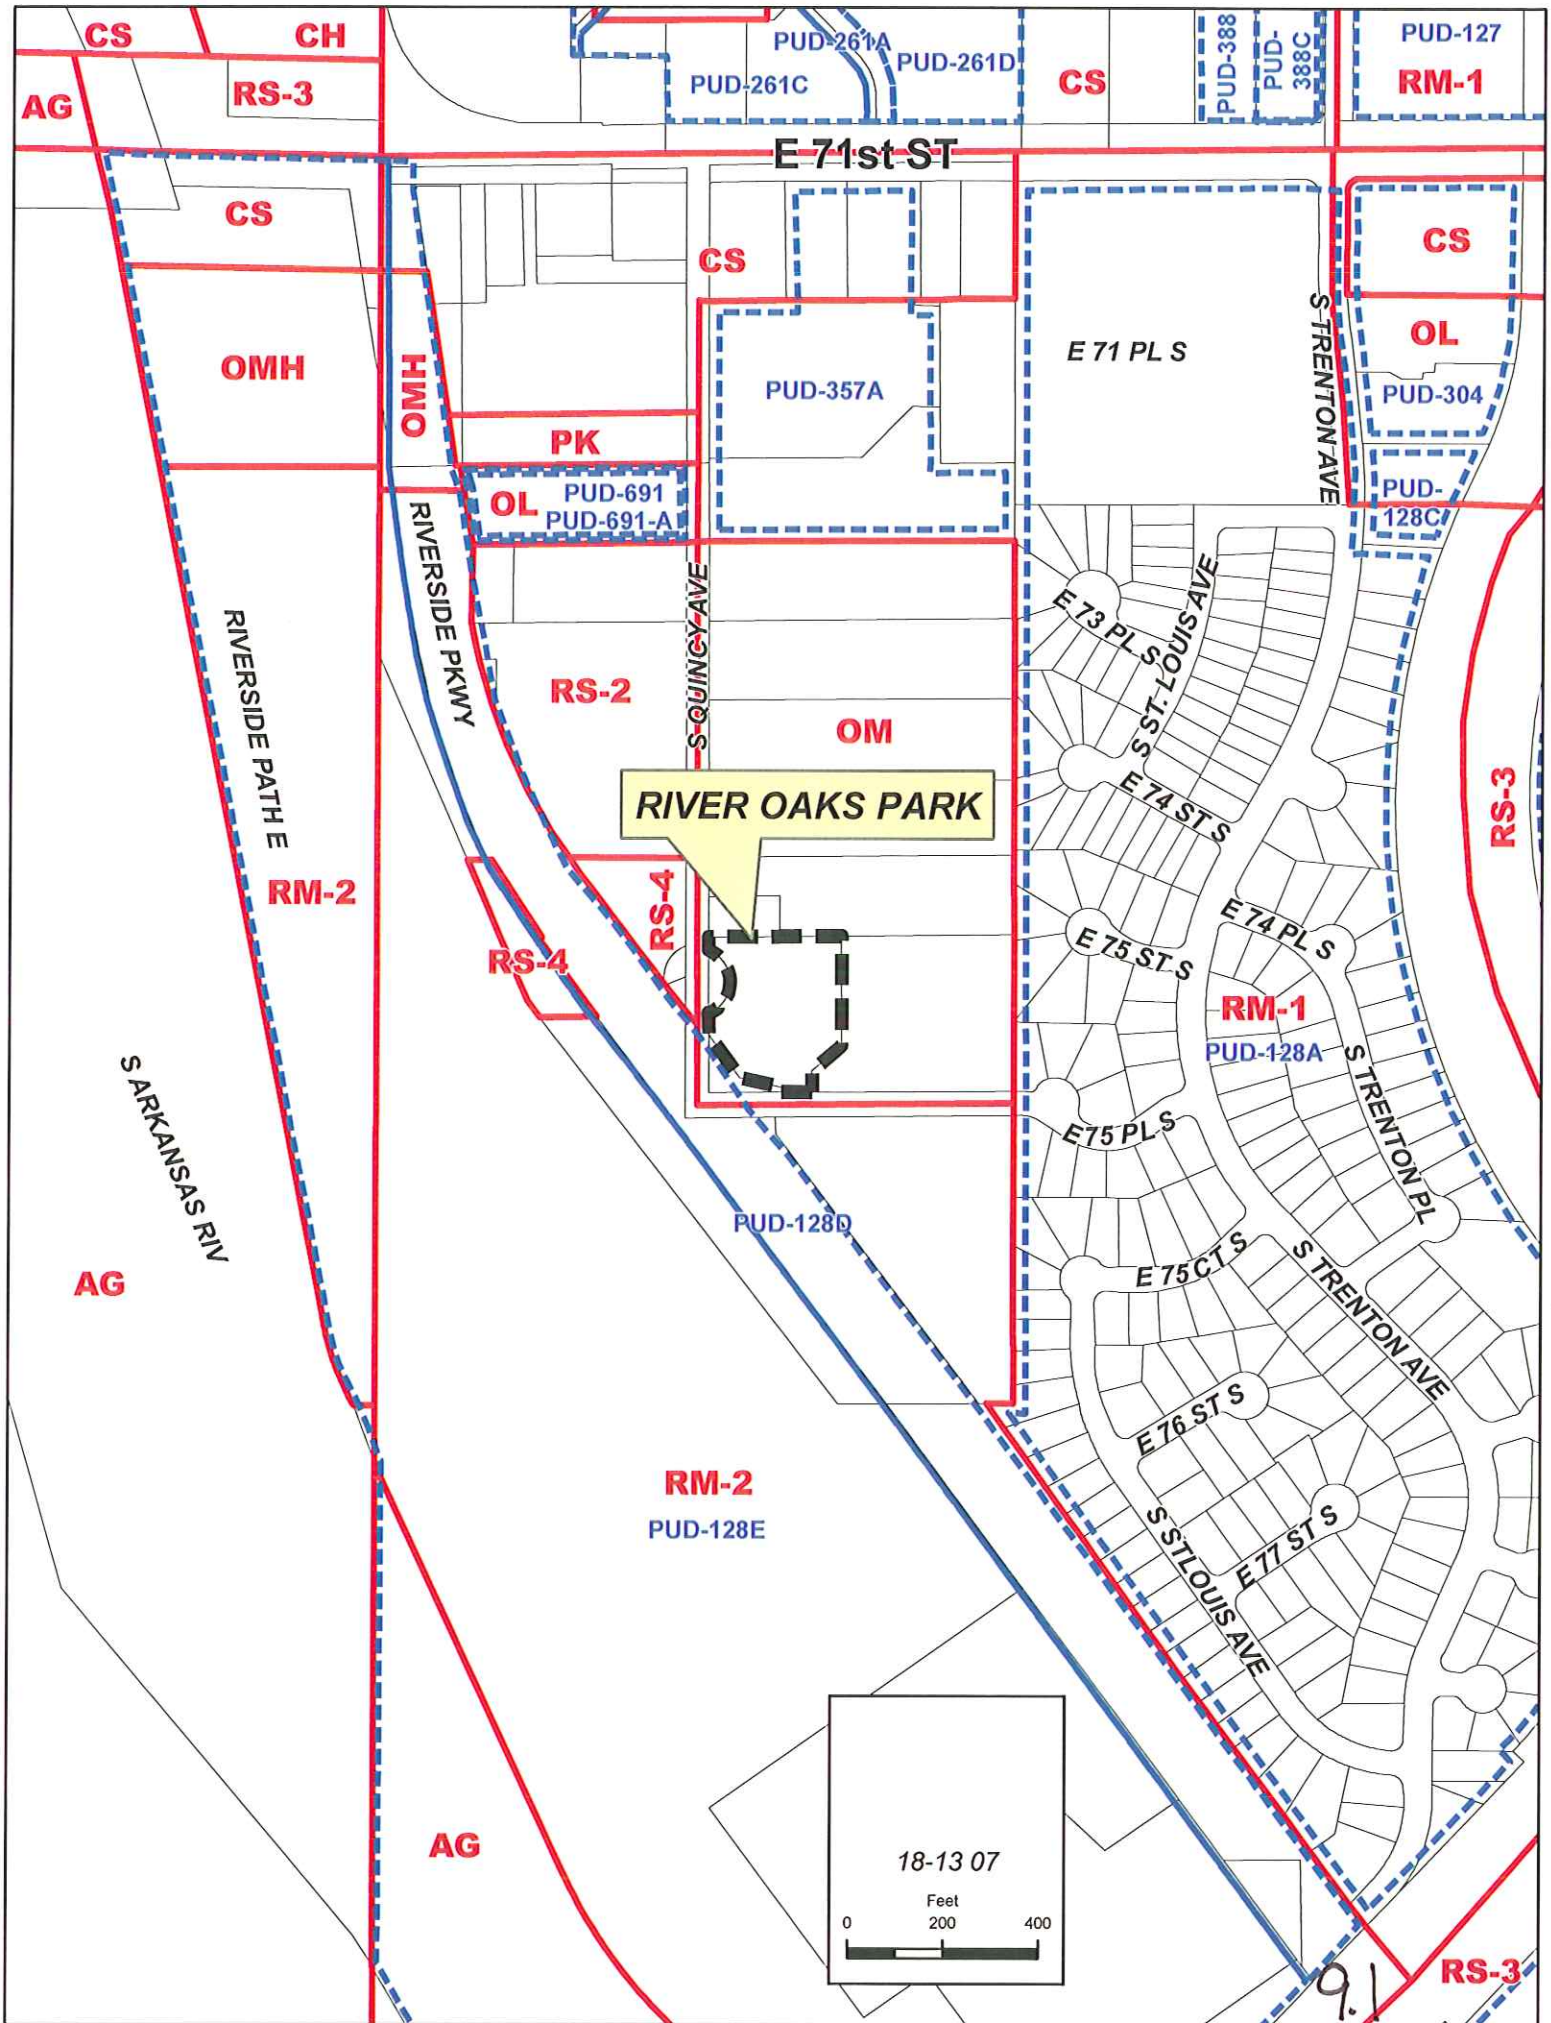 CS
CH
PUD-261A
PUD-261D
PUD-261C
CS
PUD-388
PUD-
388C
PUD-127
RM-1
RS-3
AG
E 71st ST
CS
CS
CS
OMH
OMH
E 71 PL S
S TRENTON AVE
OL
PUD-357A
PUD-304
PK
OL
PUD-691
PUD-691-A
PUD-
128C
RIVERSIDE PKWY
S QUINCY AVE
E 73 PL S
S ST. LOUIS AVE
RIVERSIDE PATH E
RS-2
OM
RIVER OAKS PARK
E 74 ST S
RS-3
RM-2
RS-4
RS-4
E 74 PL S
E 75 ST S
RM-1
PUD-128A
S TRENTON PL
S ARKANSAS RIV
E 75 PL S
PUD-128D
AG
E 75 CT S
S TRENTON AVE
E 76 ST S
RM-2
PUD-128E
S STLOUIS AVE
E 77 ST S
AG
18-13 07
Feet
0 200 400
RS-3
9.1